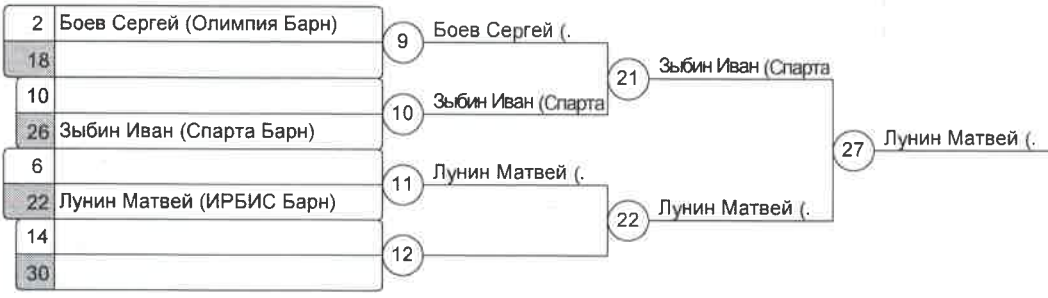 2 Боев Сергей (Олимпия Барн)
18
10
26 Зыбин Иван (Спарта Барн)
6
22 Лунин Матвей (ИРБИС Барн)
14
30
9 Боев Сергей (.
10 Зыбин Иван (Спарта
11 Лунин Матвей (.
12
21 Зыбин Иван (Спарта
22 Лунин Матвей (.
27 Лунин Матвей (.